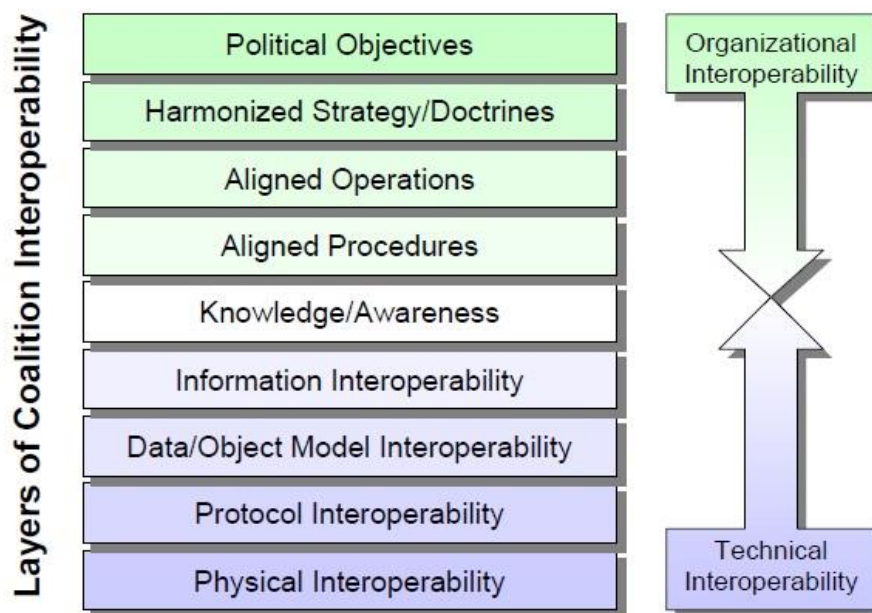 Layers of Coalition Interoperability
Political Objectives
Harmonized Strategy/Doctrines
Aligned Operations
Aligned Procedures
Knowledge/Awareness
Information Interoperability
Data/Object Model Interoperability
Protocol Interoperability
Physical Interoperability
Organizational
Interoperability
Technical
Interoperability